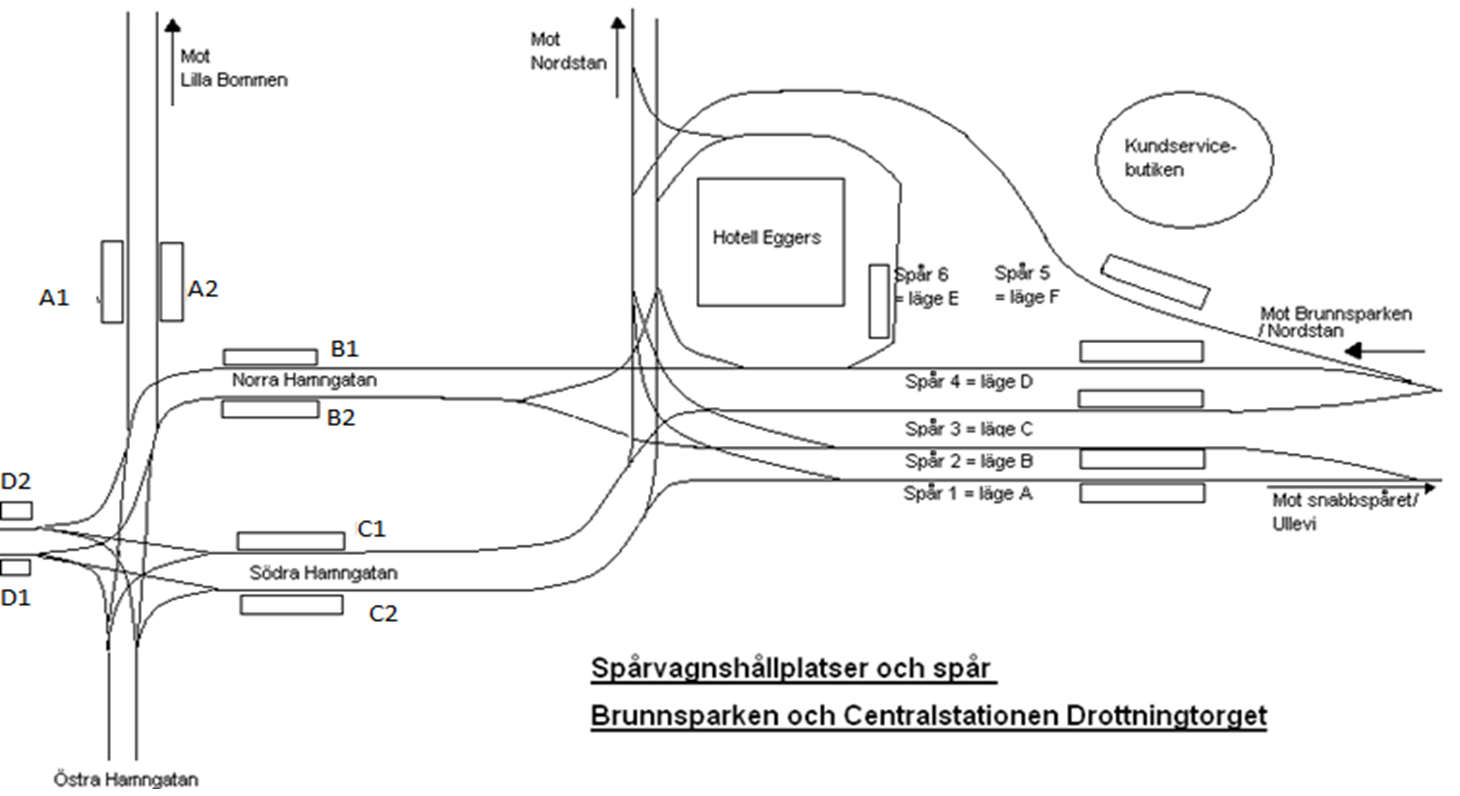 Mot
Lilla Bommen
Mot
Nordstan
Kundservice-
butiken
Hotell Eggers
Spår 6
= läge E
Spår 5
= läge F
A1
A2
Mot Brunnsparken
/ Nordstan
B1
Norra Hamngatan
B2
Spår 4 = läge D
Spår 3 = läge C
Spår 2 = läge B
Spår 1 = läge A
Mot snabbspåret/
Ullevi
D2
D1
C1
Södra Hamngatan
C2
Spårvagnshållplatser och spår
Brunnsparken och Centralstationen Drottningtorget
Östra Hamngatan